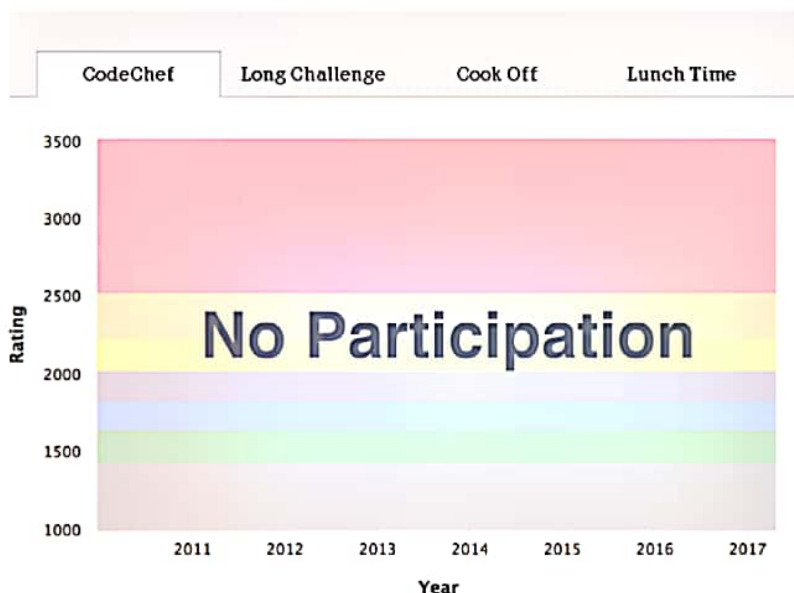 CodeChef Long Challenge Cook Off Lunch Time
3500
3000
2500
2000
1500
1000
Rating
No Participation
2011 2012 2013 2014 2015 2016 2017
Year